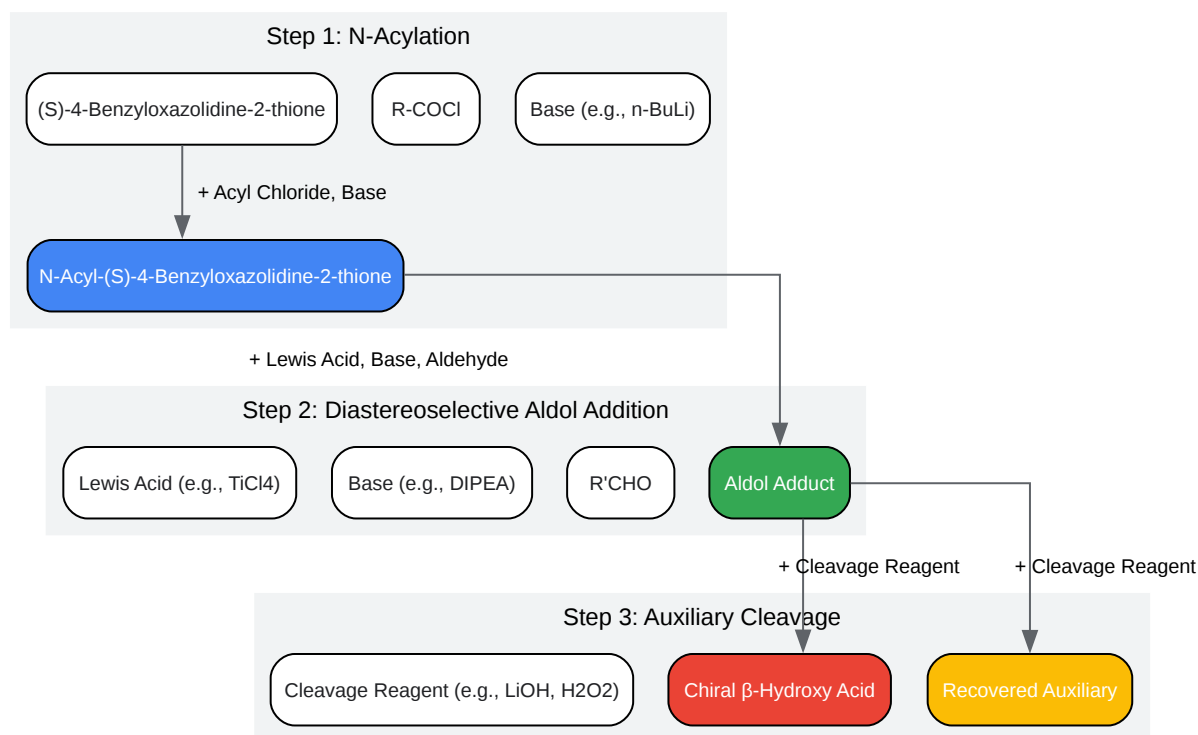 Step 1: N-Acylation
(S)-4-Benzyloxazolidine-2-thione
R-COCl
Base (e.g., n-BuLi)
+ Acyl Chloride, Base
N-Acyl-(S)-4-Benzyloxazolidine-2-thione
+ Lewis Acid, Base, Aldehyde
Step 2: Diastereoselective Aldol Addition
Lewis Acid (e.g., TiCl4)
Base (e.g., DIPEA)
R'CHO
Aldol Adduct
+ Cleavage Reagent
+ Cleavage Reagent
Step 3: Auxiliary Cleavage
Cleavage Reagent (e.g., LiOH, H2O2)
Chiral β-Hydroxy Acid
Recovered Auxiliary